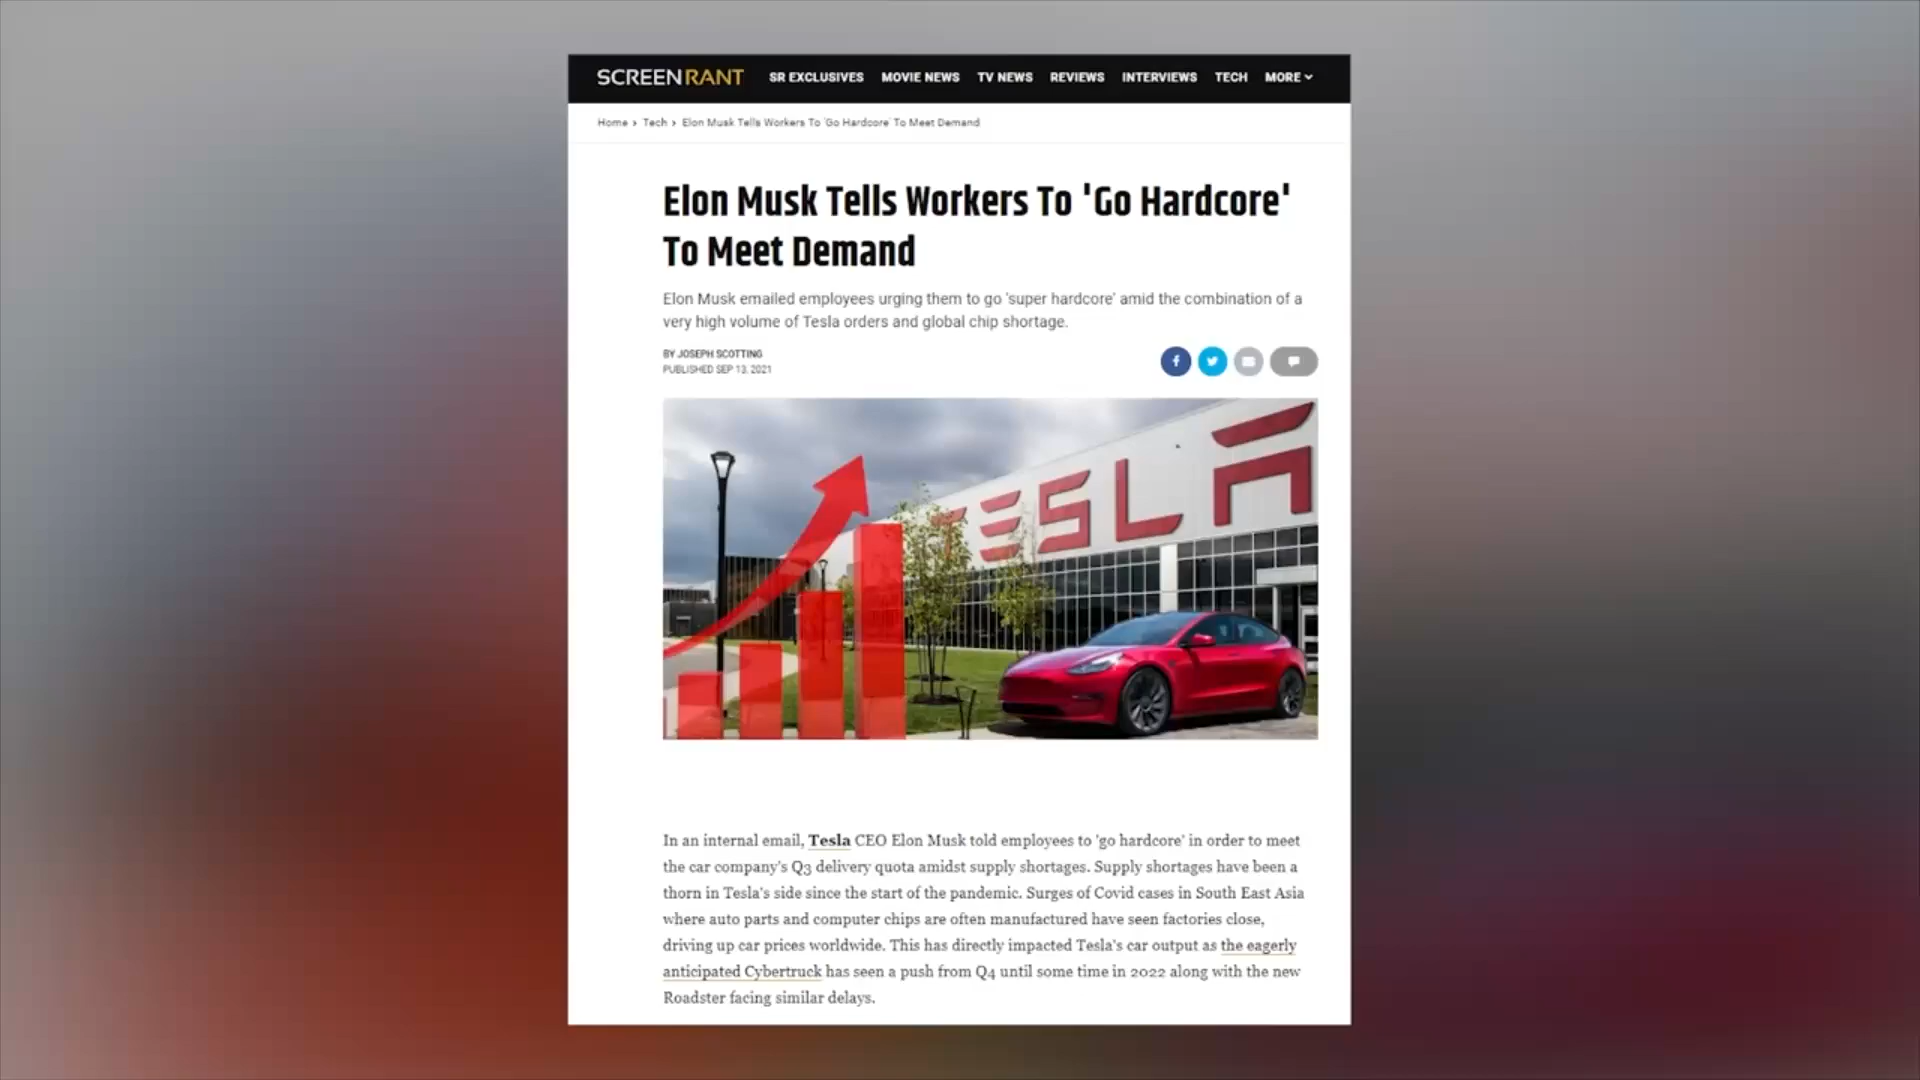 SCREENRANT SR EXCLUSIVES MOVIE NEWS TV NEWS REVIEWS INTERVIEWS TECH MORE
Home > Tech > Elon Musk Tells Workers To 'Go Hardcore' To Meet Demand
Elon Musk Tells Workers To 'Go Hardcore'
To Meet Demand
Elon Musk emailed employees urging them to go 'super hardcore' amid the combination of a
very high volume of Tesla orders and global chip shortage.
BY JOSEPH SCOTTING
PUBLISHED SEP 13, 2021
TESLA
In an internal email, Tesla CEO Elon Musk told employees to 'go hardcore' in order to meet
the car company's Q3 delivery quota amidst supply shortages. Supply shortages have been a
thorn in Tesla's side since the start of the pandemic. Surges of Covid cases in South East Asia
where auto parts and computer chips are often manufactured have seen factories close,
driving up car prices worldwide. This has directly impacted Tesla's car output as the eagerly
anticipated Cybertruck has seen a push from Q4 until some time in 2022 along with the new
Roadster facing similar delays.